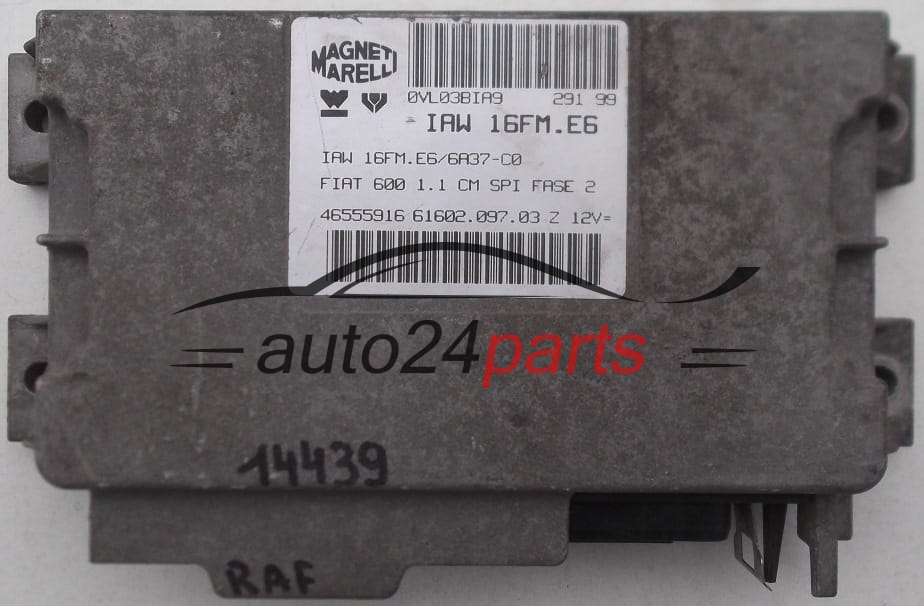 MAGNETI
MARELLI
0VL03BIA9 291 99
IAW 16FM.E6
IAW 16FM.E6/6A37-C0
FIAT 600 1.1 CM SPI FASE 2
46555916 61602.097.03 Z 12V=
auto24parts
14439
RAF